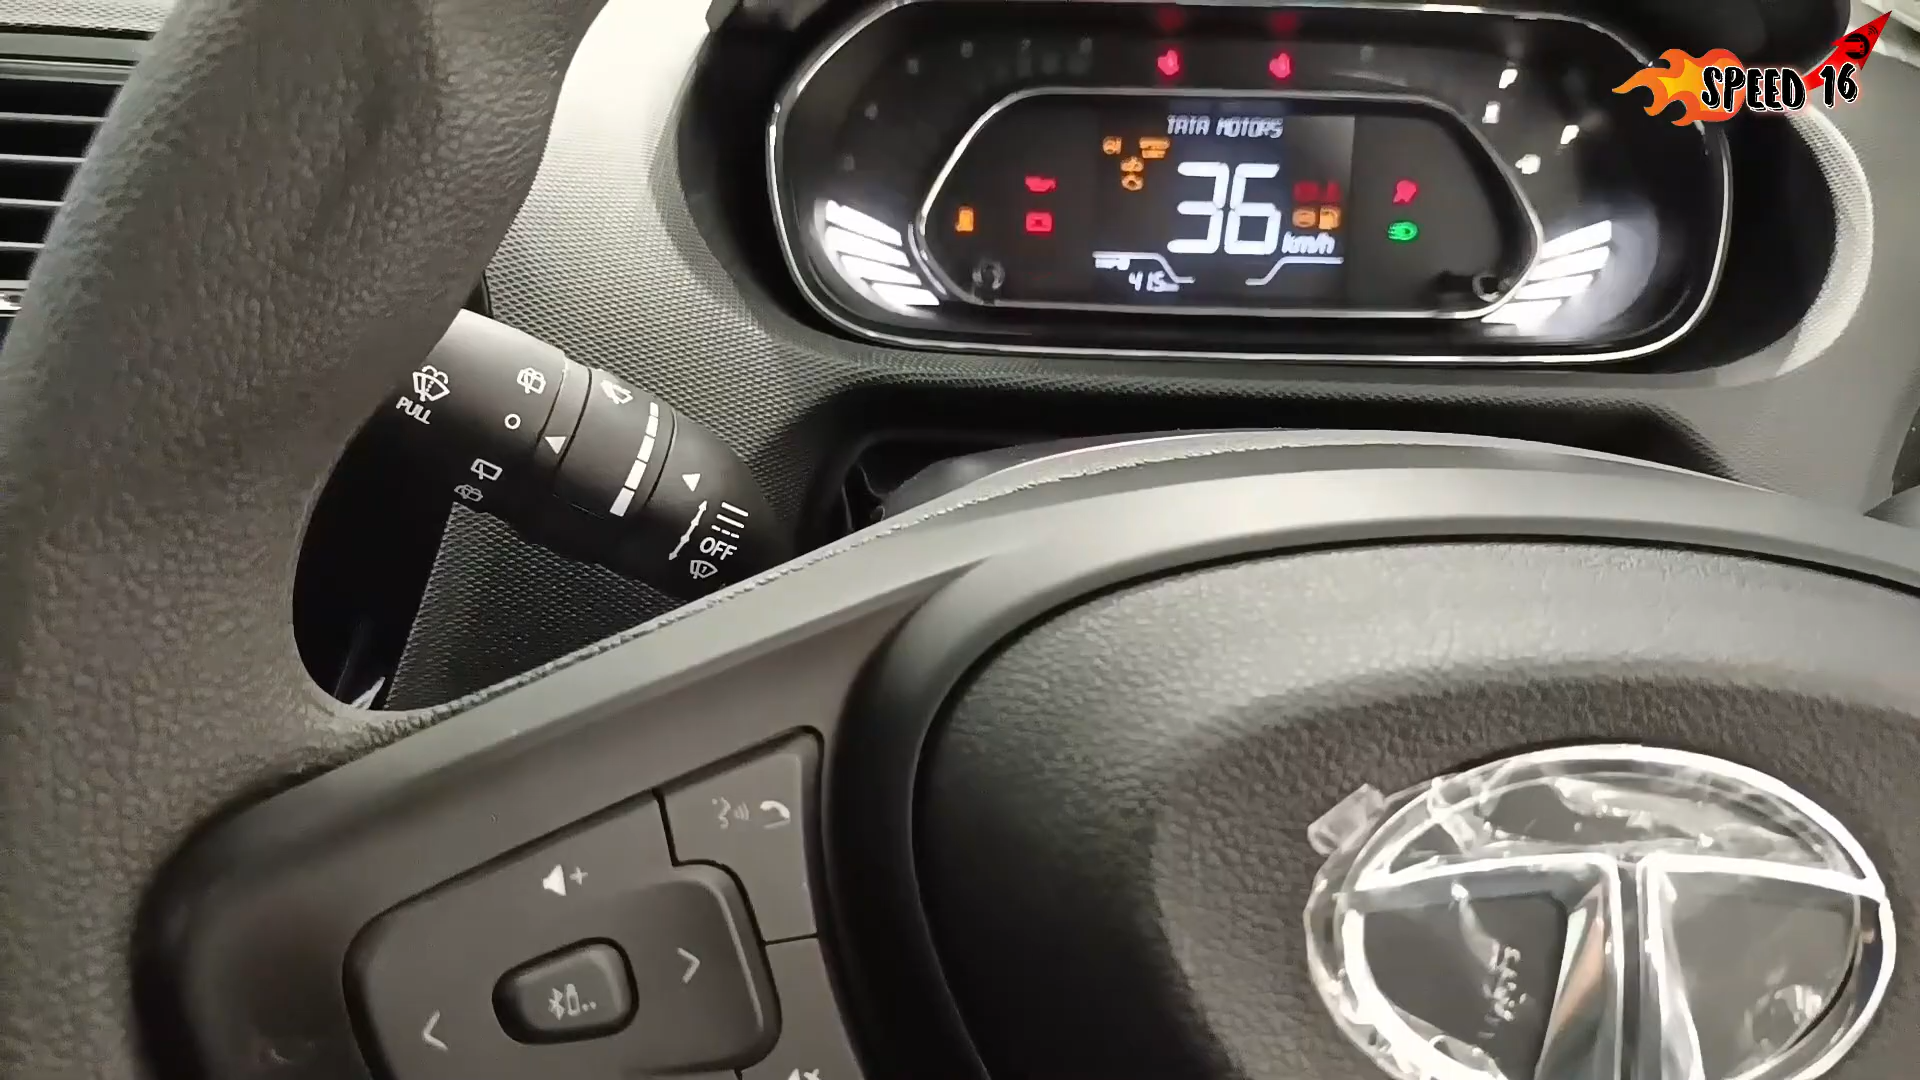 SPEED 16
TATA MOTORS
36
km/h
415
PULL
OFF